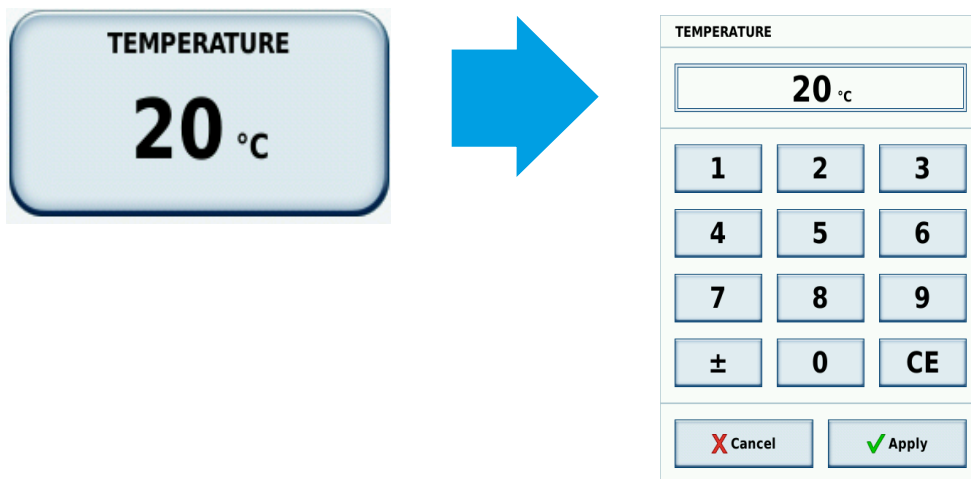 TEMPERATURE
20 °C
TEMPERATURE
20 °C
1 2 3
4 5 6
7 8 9
± 0 CE
Cancel Apply